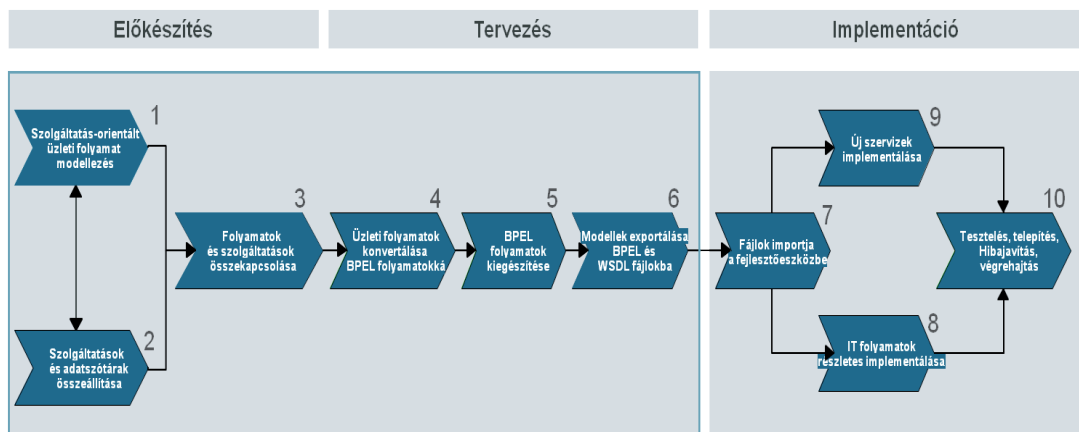 Előkészítés
Tervezés
Implementáció
1
Szolgáltatás-orientált
üzleti folyamat
modellezés
2
Szolgáltatások
és adatszótárak
összeállítása
3
Folyamatok
és szolgáltatások
összekapcsolása
4
Üzleti folyamatok
konvertálása
BPEL folyamatokká
5
BPEL
folyamatok
kiegészítése
6
Modellek exportálása
BPEL és
WSDL fájlokba
7
Fájlok importja
a fejlesztőeszközbe
9
Új szervizek
implementálása
8
IT folyamatok
részletes implementálása
10
Tesztelés, telepítés,
Hibajavítás,
végrehajtás